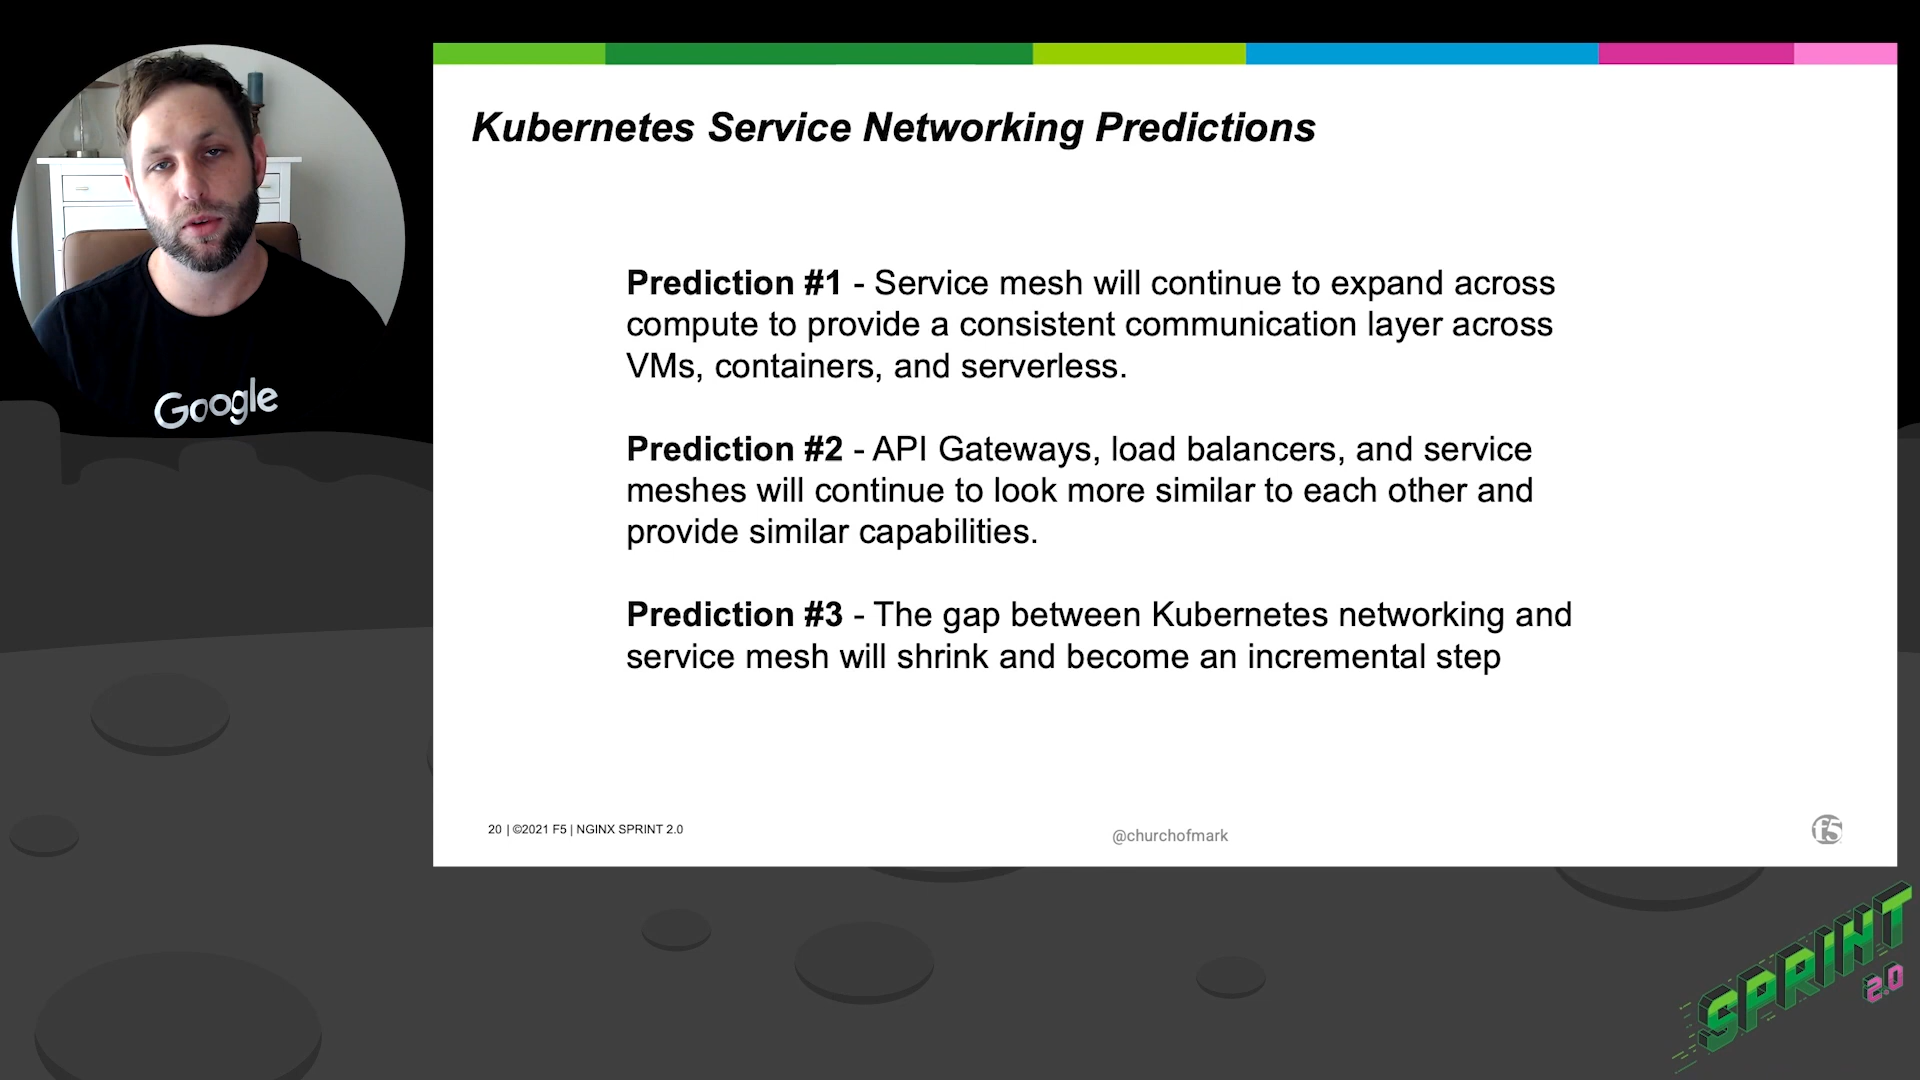 Kubernetes Service Networking Predictions
Prediction #1 - Service mesh will continue to expand across
compute to provide a consistent communication layer across
VMs, containers, and serverless.
Prediction #2 - API Gateways, load balancers, and service
meshes will continue to look more similar to each other and
provide similar capabilities.
Prediction #3 - The gap between Kubernetes networking and
service mesh will shrink and become an incremental step
20 | ©2021 F5 | NGINX SPRINT 2.0
@churchofmark
f5
Google
SPRINT
2.0